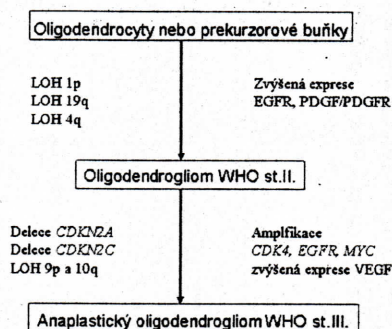 Oligodendrocyty nebo prekurzorové buňky
LOH 1p
LOH 19q
LOH 4q
Zvýšená exprese
EGFR, PDGF/PDGFR
Oligodendrogliom WHO st.II.
Delece CDKN2A
Delece CDKN2C
LOH 9p a 10q
Amplfikace
CDK4, EGFR, MYC
zvýšená exprese VEGF
Anaplastický oligodendrogliom WHO st.III.